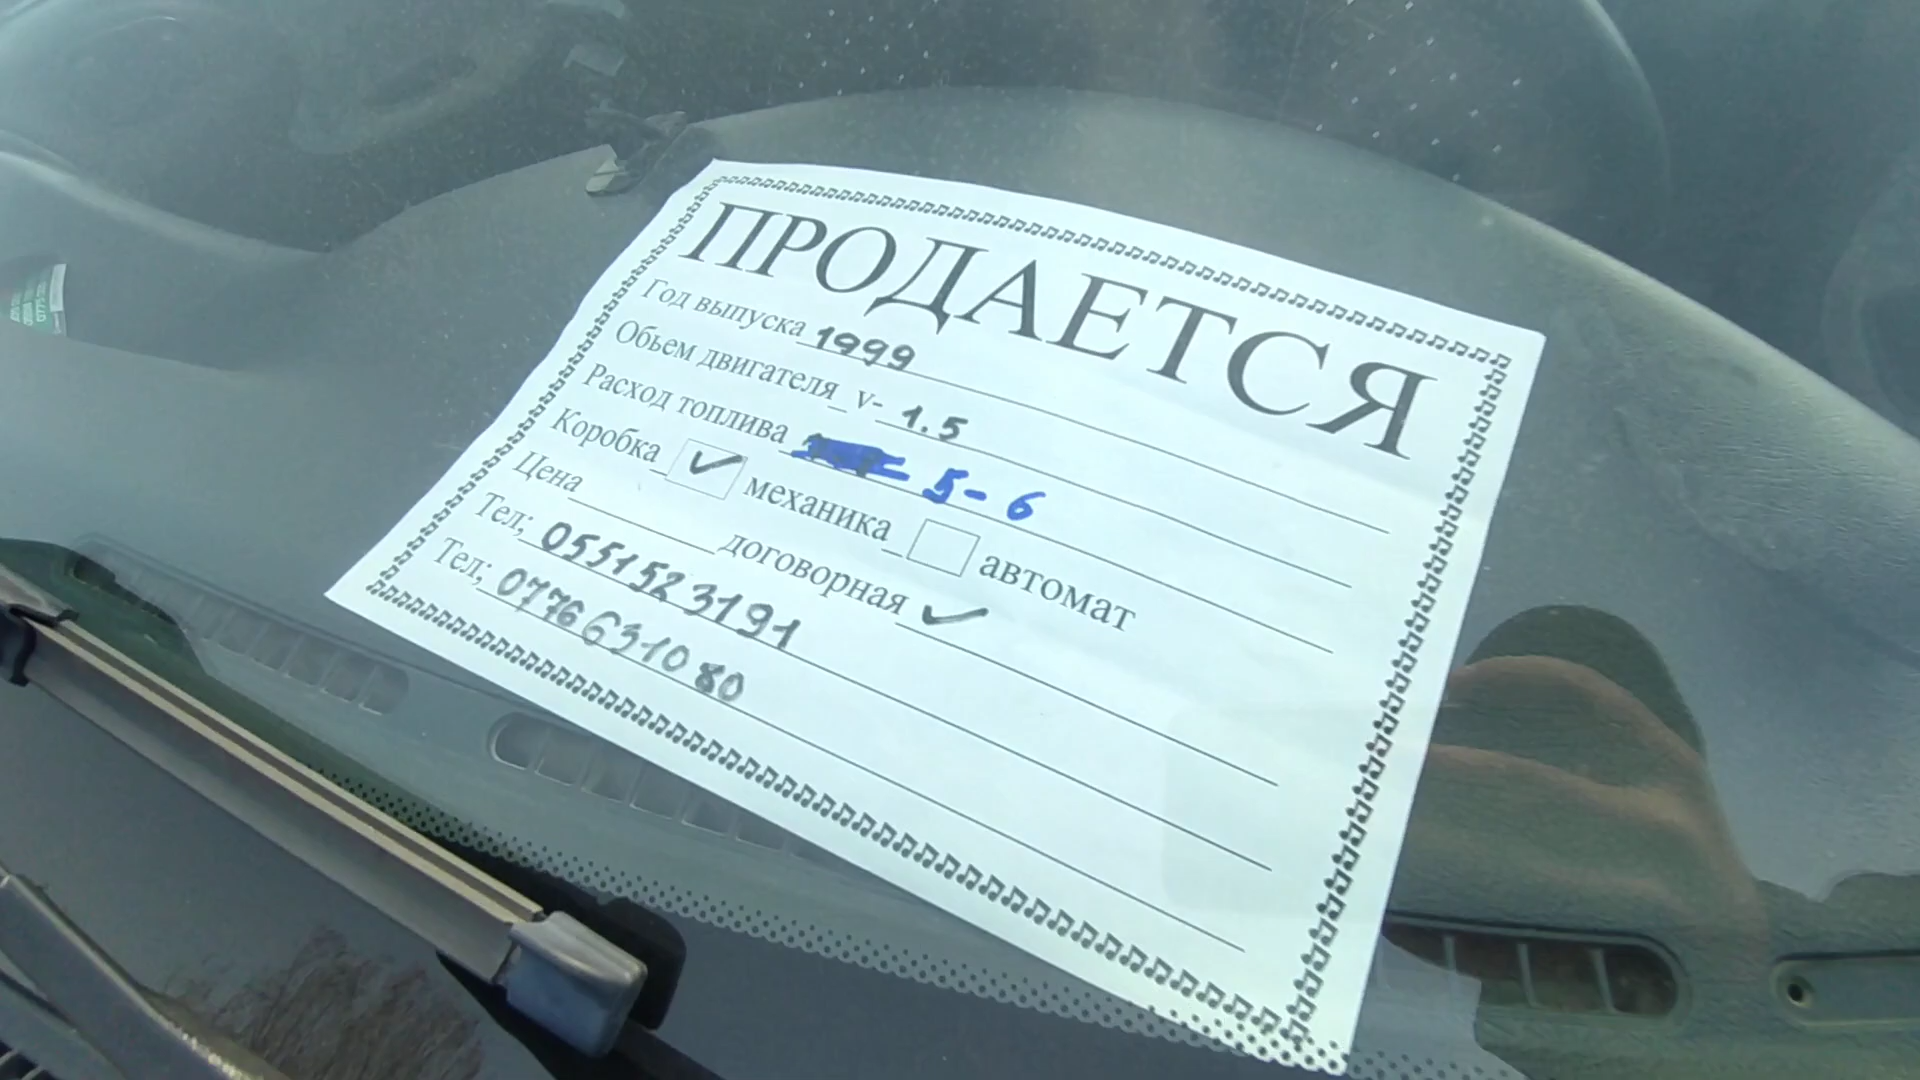 ПРОДАЕТСЯ
Год выпуска 1999
Обьем двигателя v- 1.5
Расход топлива 5-6
Коробка ✓ механика автомат
Цена договорная ✓
Тел; 0551523191
Тел; 0776631080